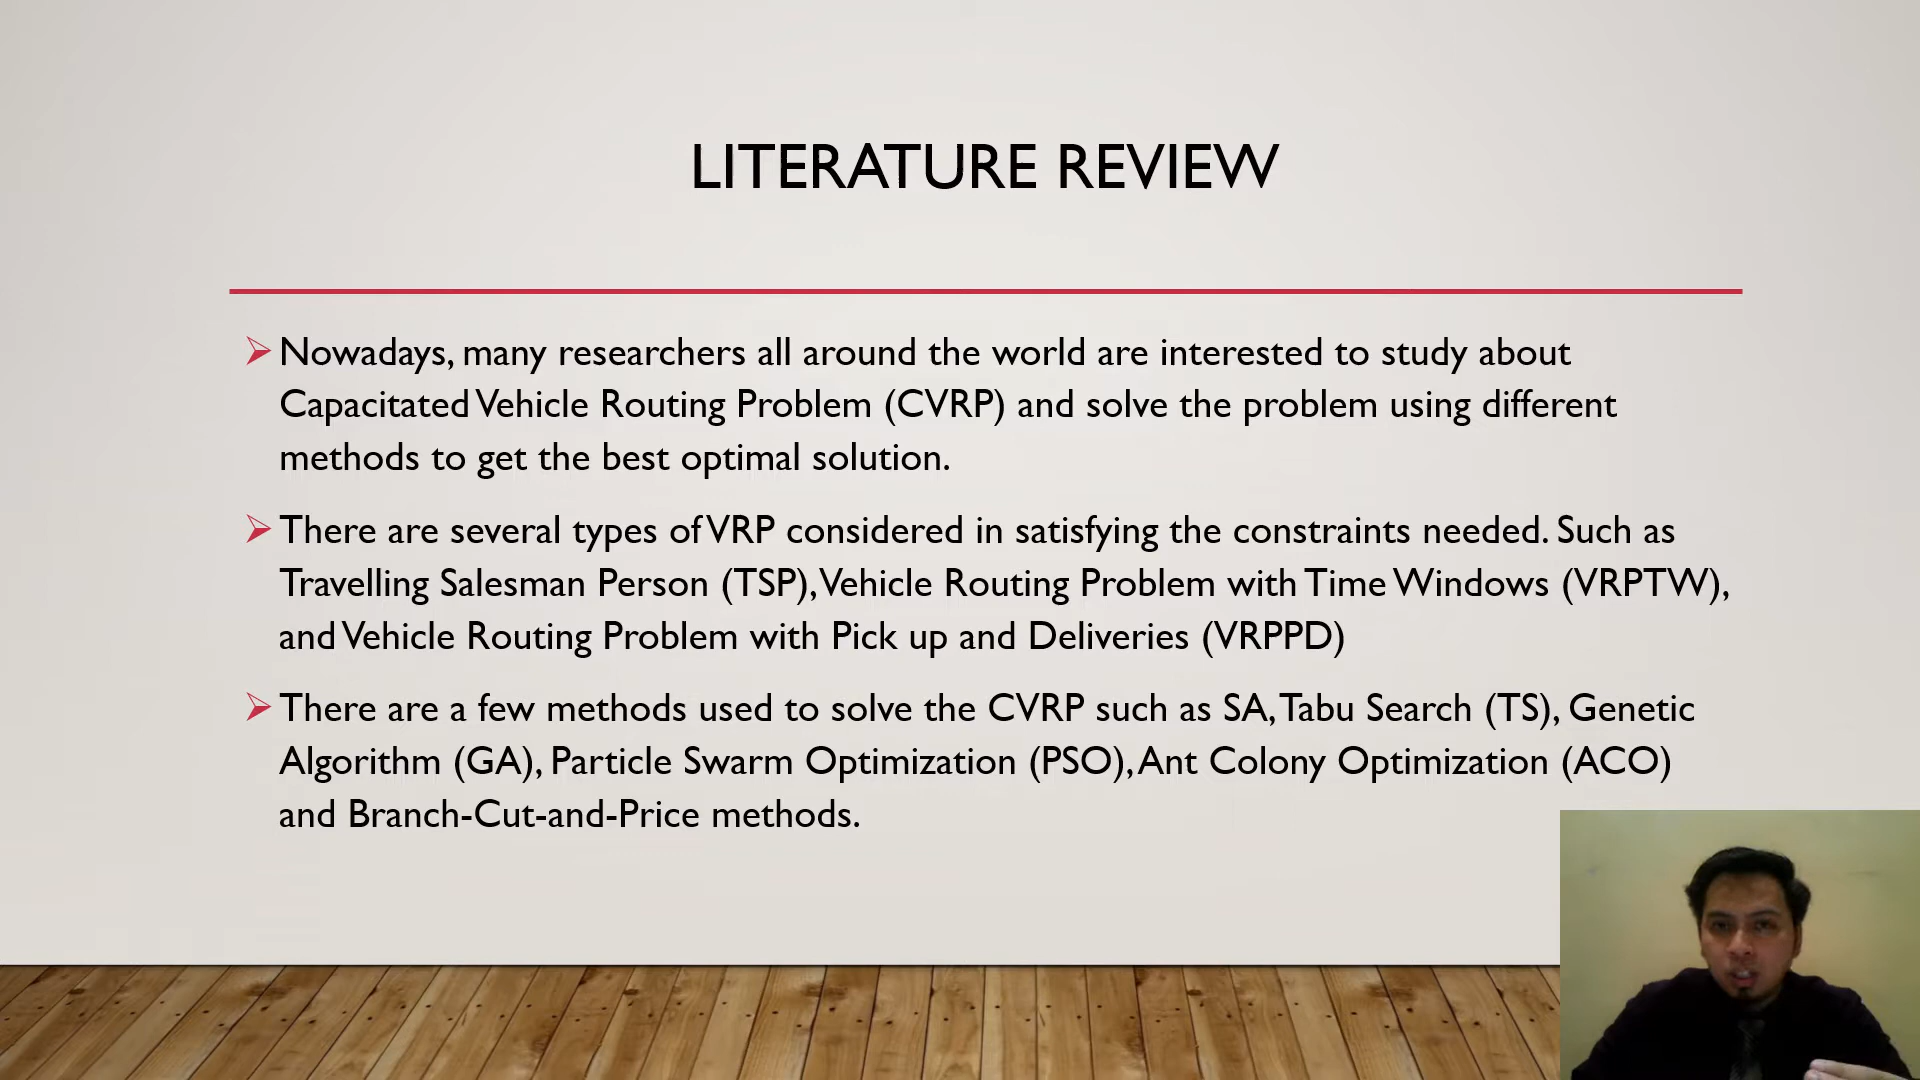 LITERATURE REVIEW
Nowadays, many researchers all around the world are interested to study about
Capacitated Vehicle Routing Problem (CVRP) and solve the problem using different
methods to get the best optimal solution.
There are several types of VRP considered in satisfying the constraints needed. Such as
Travelling Salesman Person (TSP), Vehicle Routing Problem with Time Windows (VRPTW),
and Vehicle Routing Problem with Pick up and Deliveries (VRPPD)
There are a few methods used to solve the CVRP such as SA, Tabu Search (TS), Genetic
Algorithm (GA), Particle Swarm Optimization (PSO), Ant Colony Optimization (ACO)
and Branch-Cut-and-Price methods.